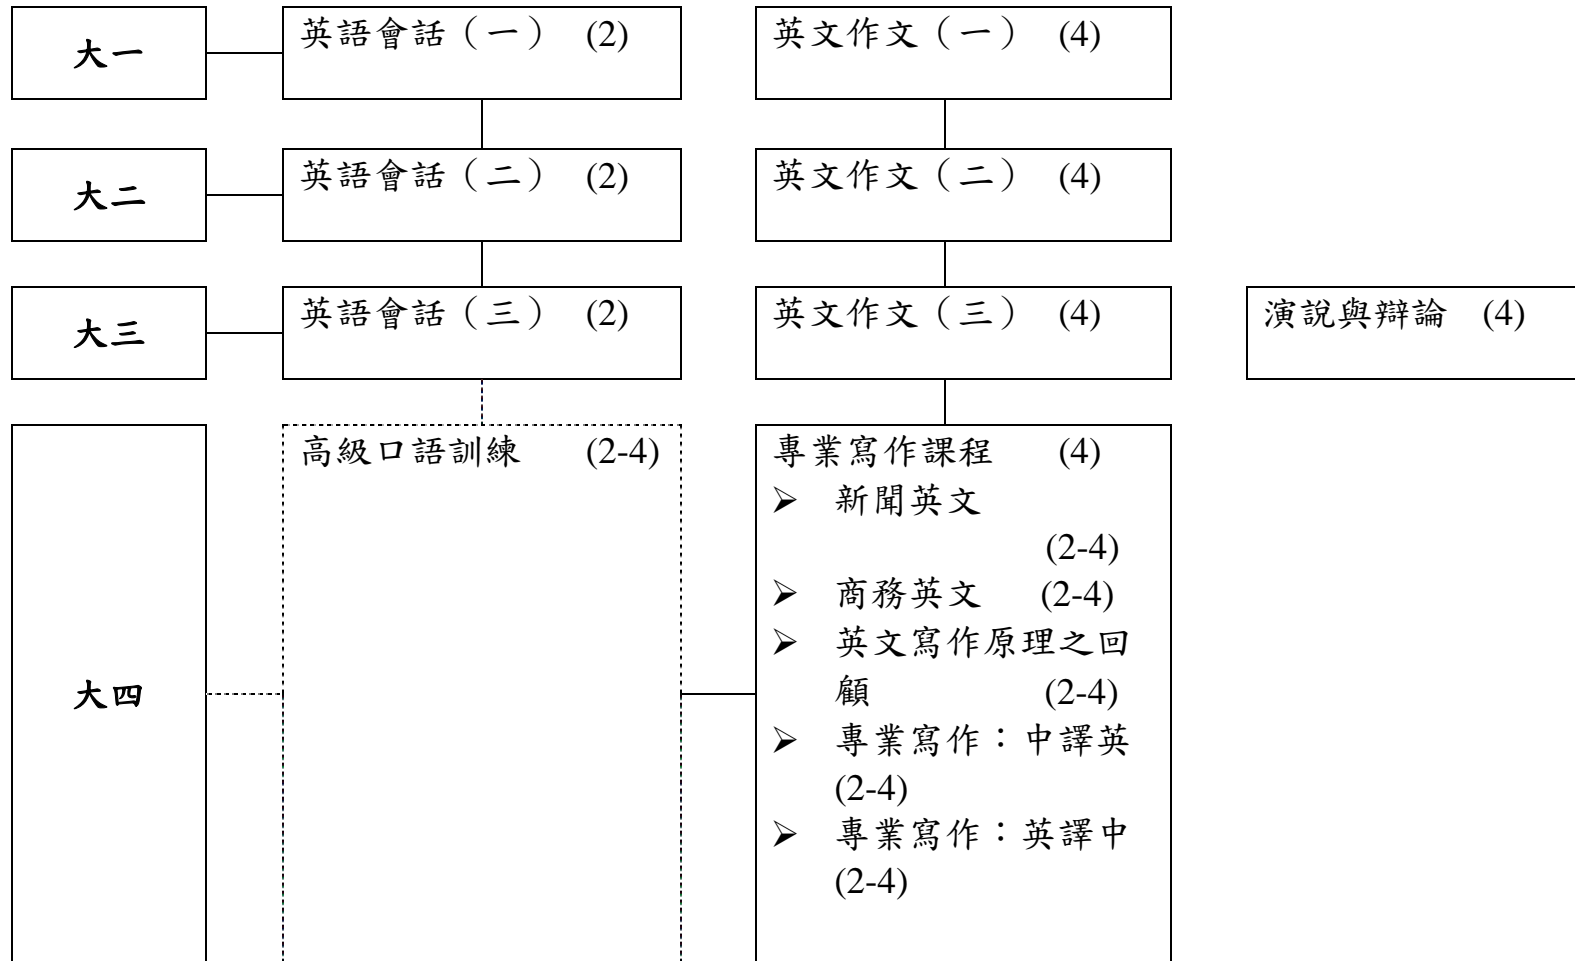 大一
英語會話（一） (2)
英文作文（一） (4)
大二
英語會話（二） (2)
英文作文（二） (4)
大三
英語會話（三） (2)
英文作文（三） (4)
演說與辯論 (4)
大四
高級口語訓練 (2-4)
專業寫作課程 (4)
➢ 新聞英文
(2-4)
➢ 商務英文 (2-4)
➢ 英文寫作原理之回
顧 (2-4)
➢ 專業寫作：中譯英
(2-4)
➢ 專業寫作：英譯中
(2-4)